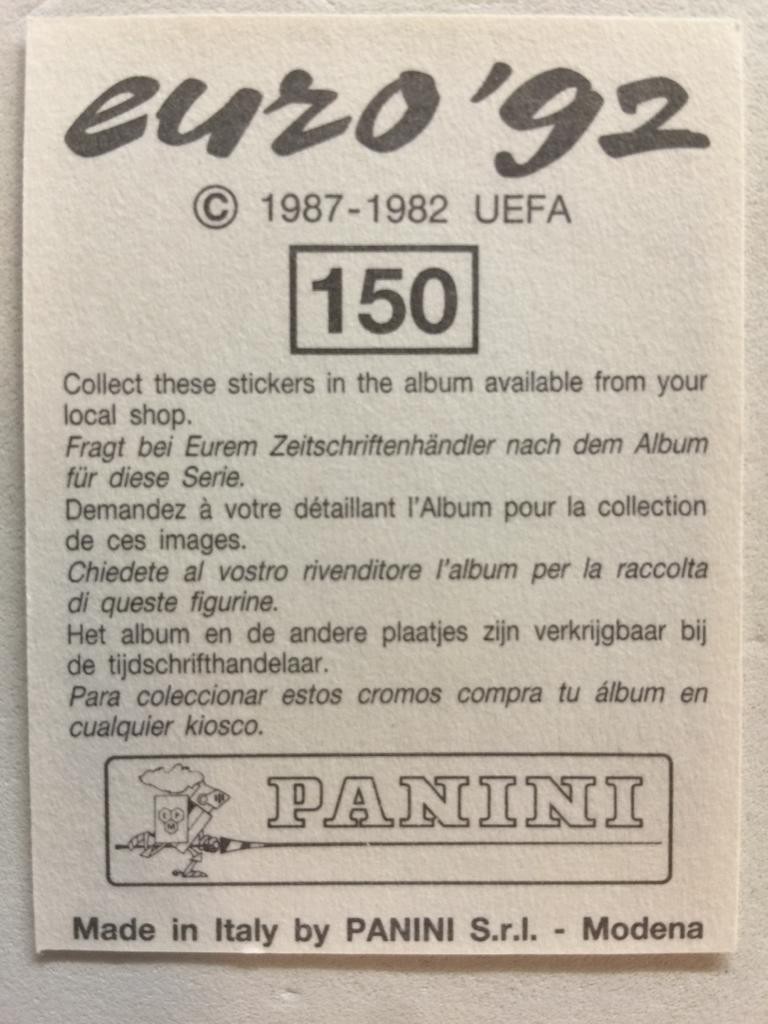 euro '92
© 1987-1982 UEFA
150
Collect these stickers in the album available from your
local shop.
Fragt bei Eurem Zeitschriftenhändler nach dem Album
für diese Serie.
Demandez à votre détaillant l'Album pour la collection
de ces images.
Chiedete al vostro rivenditore l'album per la raccolta
di queste figurine.
Het album en de andere plaatjes zijn verkrijgbaar bij
de tijdschrifthandelaar.
Para coleccionar estos cromos compra tu álbum en
cualquier kiosco.
PANINI
Made in Italy by PANINI S.r.l. - Modena